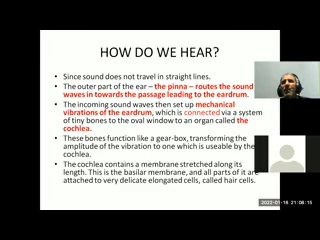 HOW DO WE HEAR?
• Since sound does not travel in straight lines.
• The outer part of the ear – the pinna – routes the sound
waves in towards the passage leading to the eardrum.
• The incoming sound waves then set up mechanical
vibrations of the eardrum, which is connected via a system
of tiny bones to the oval window to an organ called the
cochlea.
• These bones function like a gear-box, transforming the
amplitude of the vibration to one which is useable by the
cochlea.
• The cochlea contains a membrane stretched along its
length. This is the basilar membrane, and all parts of it are
attached to very delicate elongated cells, called hair cells.
2022-01-18 21:08:15